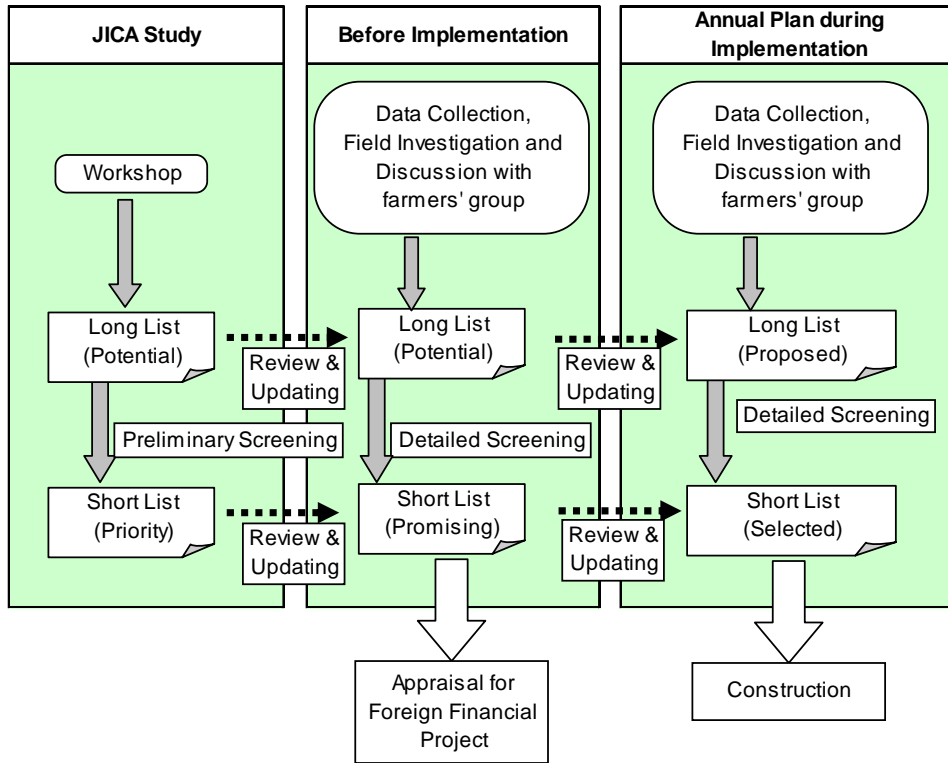 JICA Study
Before Implementation
Annual Plan during
Implementation
Workshop
Data Collection,
Field Investigation and
Discussion with
farmers' group
Data Collection,
Field Investigation and
Discussion with
farmers' group
Long List
(Potential)
Review &
Updating
Long List
(Potential)
Review &
Updating
Long List
(Proposed)
Preliminary Screening
Detailed Screening
Detailed Screening
Short List
(Priority)
Review &
Updating
Short List
(Promising)
Review &
Updating
Short List
(Selected)
Appraisal for
Foreign Financial
Project
Construction